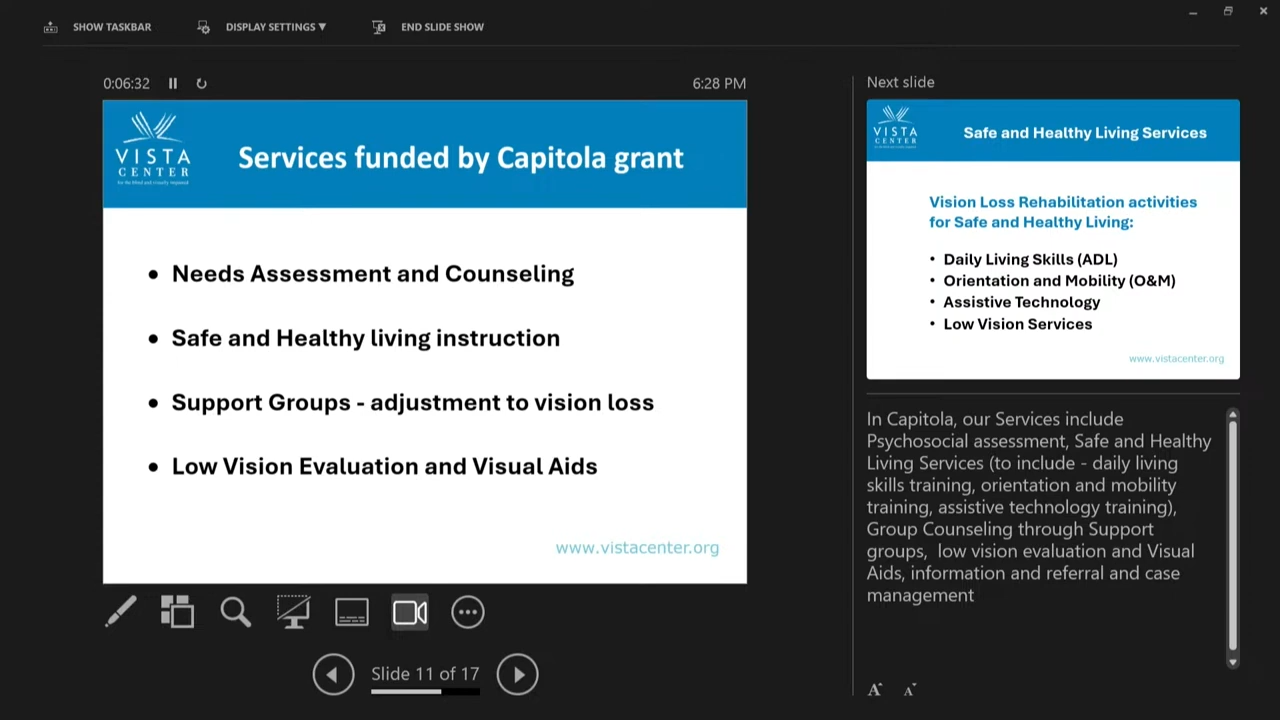 SHOW TASKBAR
DISPLAY SETTINGS ▼
END SLIDE SHOW
0:06:32
6:28 PM
VISTA
CENTER
for the blind and visually impaired
Services funded by Capitola grant
• Needs Assessment and Counseling
• Safe and Healthy living instruction
• Support Groups - adjustment to vision loss
• Low Vision Evaluation and Visual Aids
www.vistacenter.org
Slide 11 of 17
Next slide
VISTA
CENTER
Safe and Healthy Living Services
Vision Loss Rehabilitation activities
for Safe and Healthy Living:
• Daily Living Skills (ADL)
• Orientation and Mobility (O&M)
• Assistive Technology
• Low Vision Services
www.vistacenter.org
In Capitola, our Services include
Psychosocial assessment, Safe and Healthy
Living Services (to include - daily living
skills training, orientation and mobility
training, assistive technology training),
Group Counseling through Support
groups,  low vision evaluation and Visual
Aids, information and referral and case
management
A A